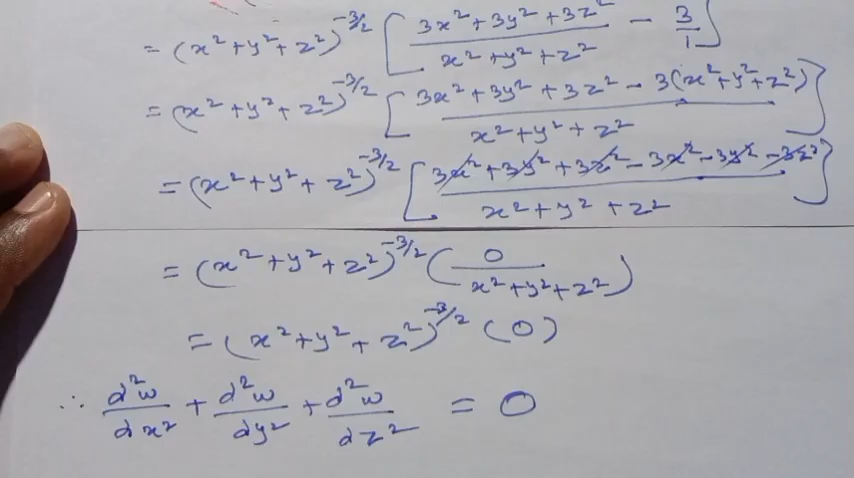 = (x²+y²+z²)^-3/2 [ (3x²+3y²+3z²)/(x²+y²+z²) - 3/1 ]
= (x²+y²+z²)^-3/2 [ (3x²+3y²+3z²-3(x²+y²+z²))/(x²+y²+z²) ]
= (x²+y²+z²)^-3/2 [ (3x²+3y²+3z²-3x²-3y²-3z²)/(x²+y²+z²) ]
= (x²+y²+z²)^-3/2 ( 0/(x²+y²+z²) )
= (x²+y²+z²)^-3/2 (0)
∴ d²w/dx² + d²w/dy² + d²w/dz² = 0